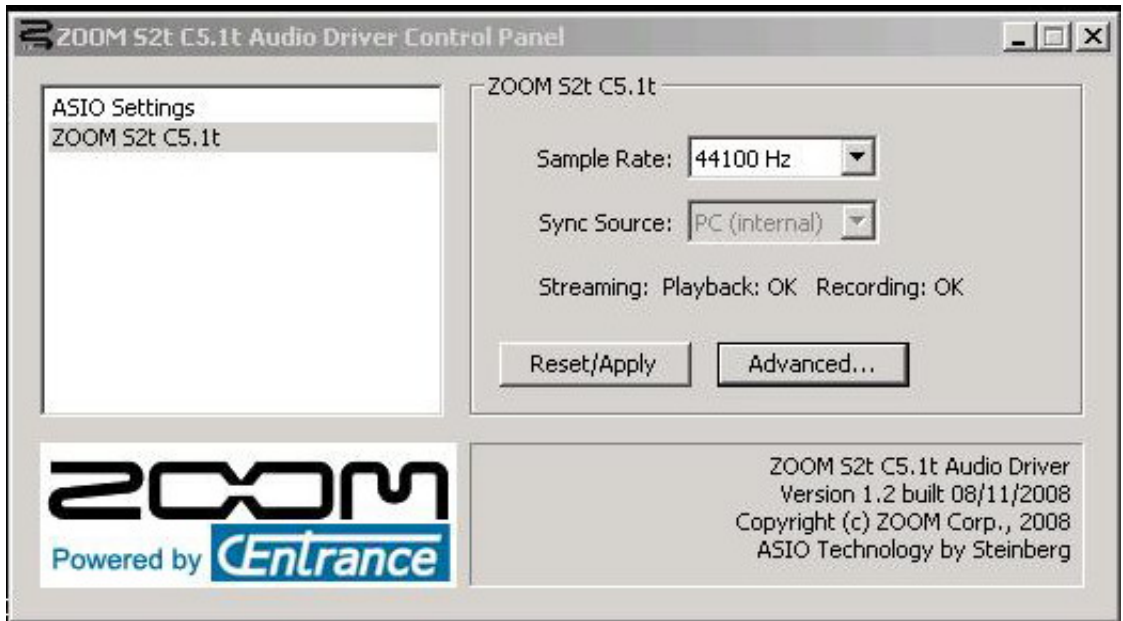 ZOOM S2t C5.1t Audio Driver Control Panel
ASIO Settings
ZOOM S2t C5.1t
ZOOM S2t C5.1t
Sample Rate: 44100 Hz
Sync Source: PC (internal)
Streaming: Playback: OK Recording: OK
Reset/Apply Advanced...
ZOOM
Powered by CEntrance
ZOOM S2t C5.1t Audio Driver
Version 1.2 built 08/11/2008
Copyright (c) ZOOM Corp., 2008
ASIO Technology by Steinberg